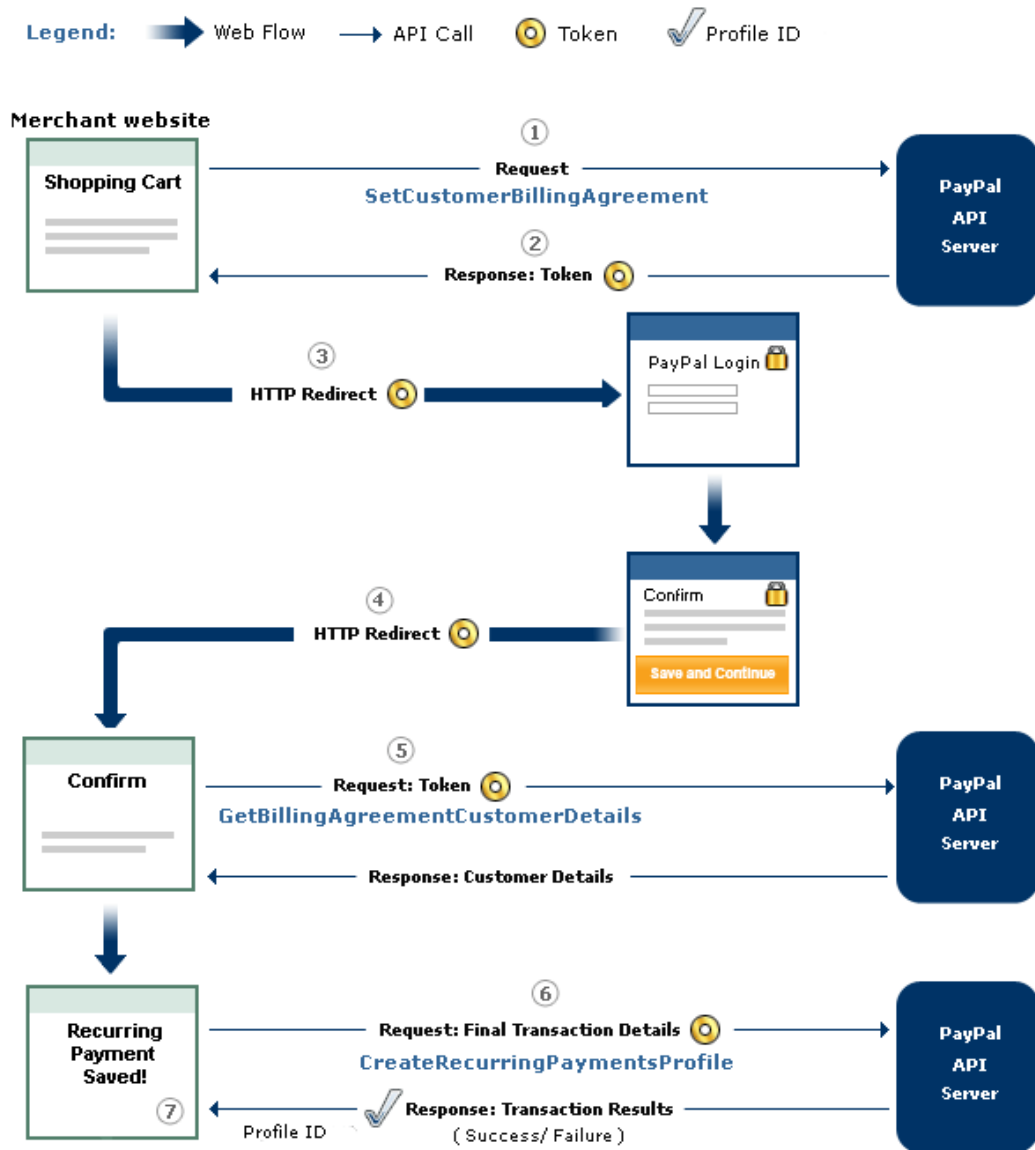 Legend: Web Flow API Call Token Profile ID
Merchant website
Shopping Cart
1
Request
SetCustomerBillingAgreement
2
Response: Token
PayPal
API
Server
3
HTTP Redirect
PayPal Login
4
HTTP Redirect
Confirm
Save and Continue
Confirm
5
Request: Token
GetBillingAgreementCustomerDetails
Response: Customer Details
PayPal
API
Server
Recurring
Payment
Saved!
7
6
Request: Final Transaction Details
CreateRecurringPaymentsProfile
Response: Transaction Results
Profile ID
( Success/ Failure )
PayPal
API
Server